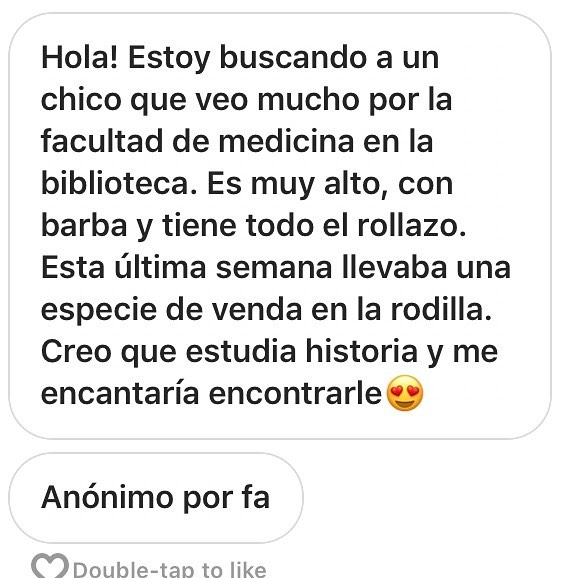 Hola! Estoy buscando a un
chico que veo mucho por la
facultad de medicina en la
biblioteca. Es muy alto, con
barba y tiene todo el rollazo.
Esta última semana llevaba una
especie de venda en la rodilla.
Creo que estudia historia y me
encantaría encontrarle😍
Anónimo por fa
Double-tap to like